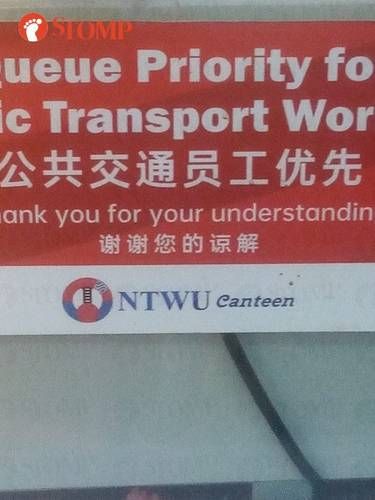 STOMP
Queue Priority fo
ic Transport Wor
公共交通员工优先
hank you for your understandin
谢谢您的谅解
NTWU Canteen